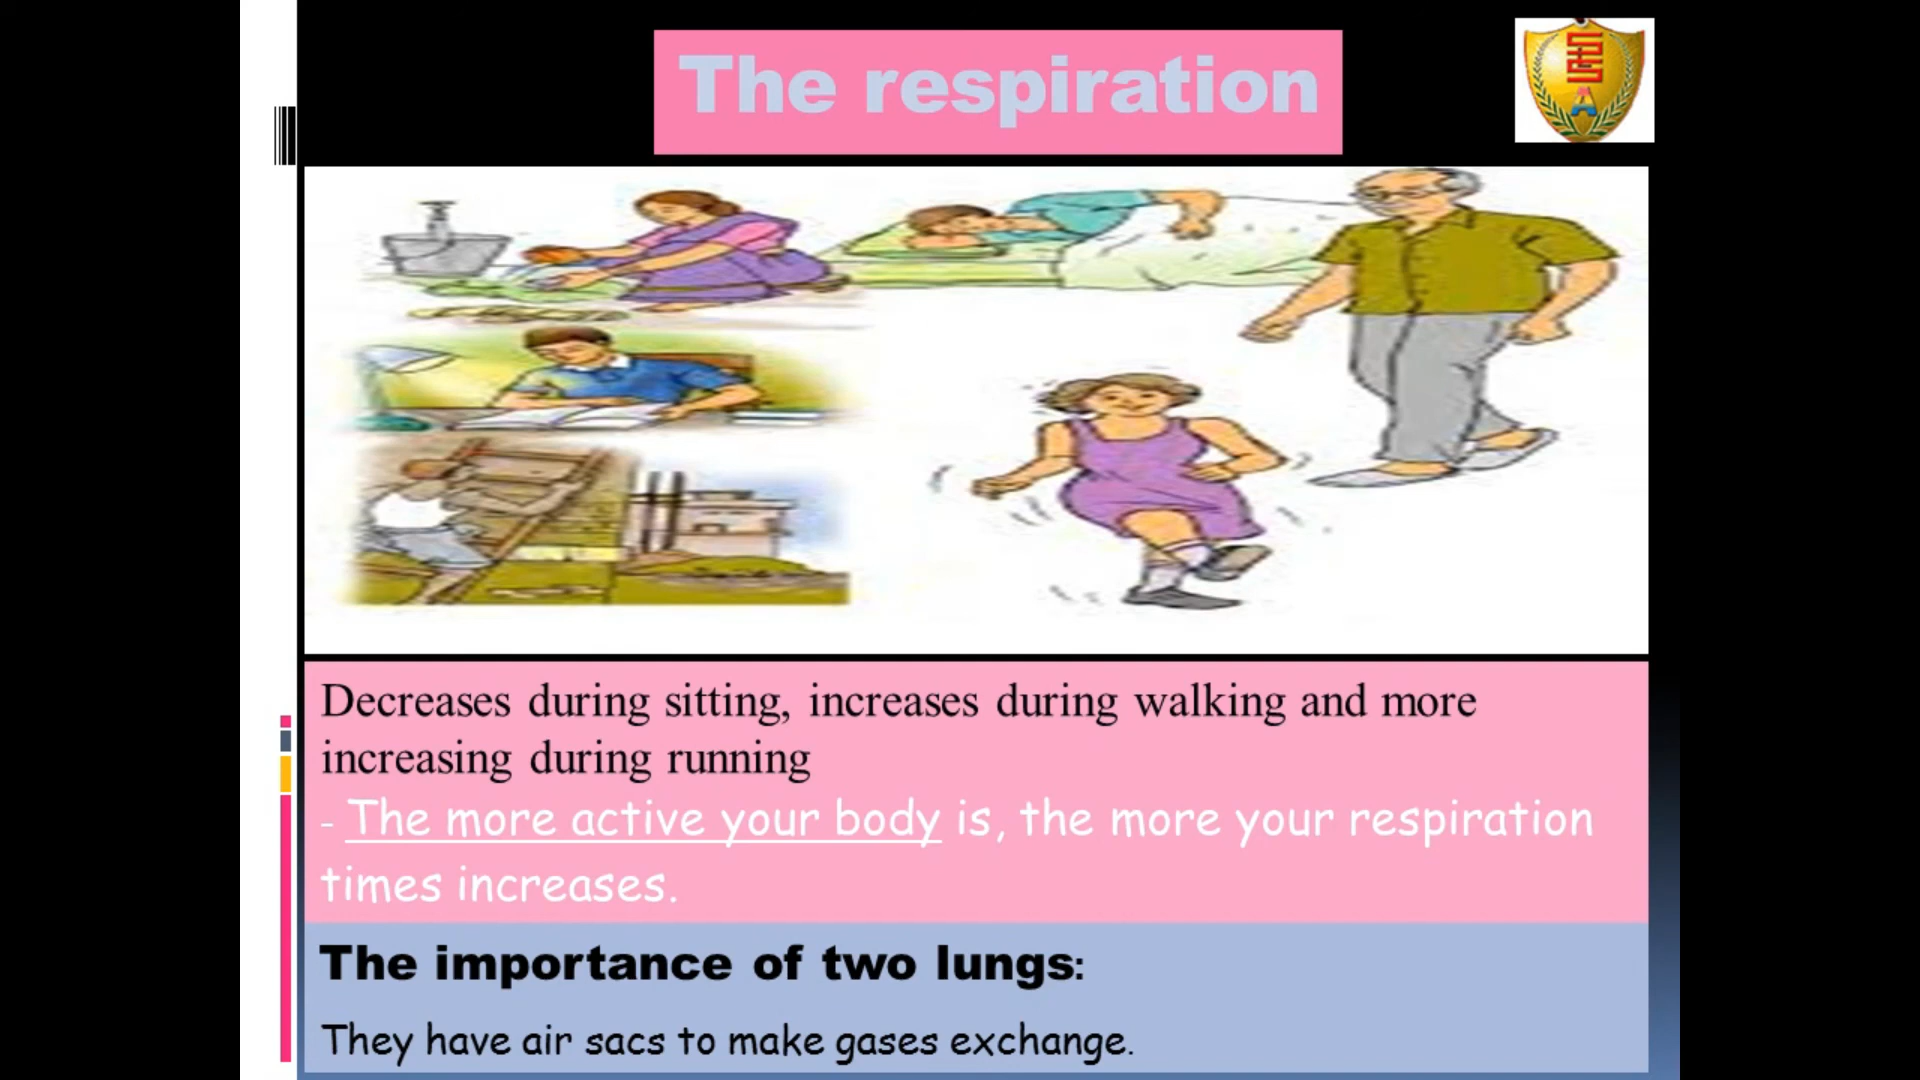 The respiration
Decreases during sitting, increases during walking and more
increasing during running
- The more active your body is, the more your respiration
times increases.
The importance of two lungs:
They have air sacs to make gases exchange.